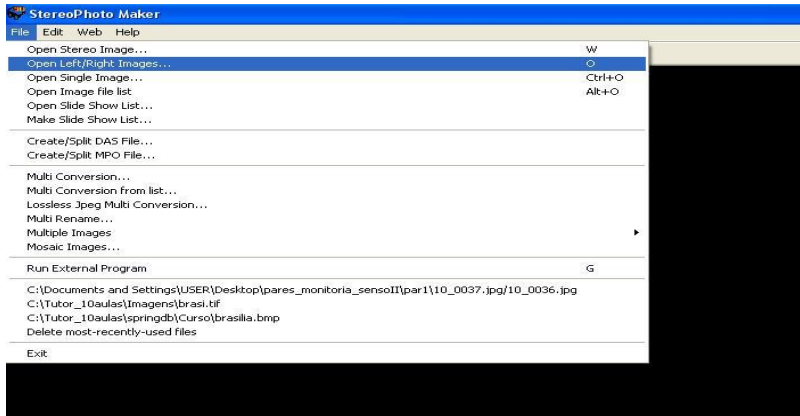 StereoPhoto Maker
File Edit Web Help
Open Stereo Image... W
Open Left/Right Images... O
Open Single Image... Ctrl+O
Open Image file list Alt+O
Open Slide Show List...
Make Slide Show List...
Create/Split DAS File...
Create/Split MPO File...
Multi Conversion...
Multi Conversion from list...
Lossless Jpeg Multi Conversion...
Multi Rename...
Multiple Images
Mosaic Images...
Run External Program G
C:\Documents and Settings\USER\Desktop\pares_monitoria_sensoII\par1\10_0037.jpg/10_0036.jpg
C:\Tutor_10aulas\Imagens\brasi.tif
C:\Tutor_10aulas\springdb\Curso\brasilia.bmp
Delete most-recently-used files
Exit